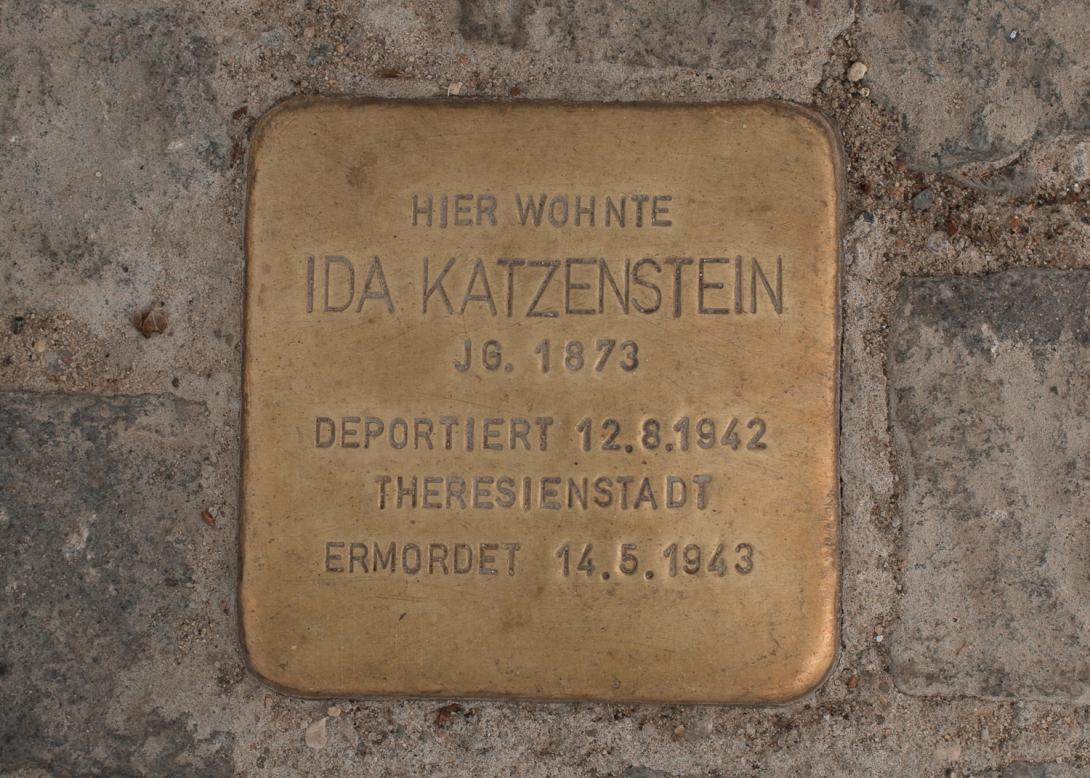 HIER WOHNTE
IDA KATZENSTEIN
JG. 1873
DEPORTIERT 12.8.1942
THERESIENSTADT
ERMORDET 14.5.1943